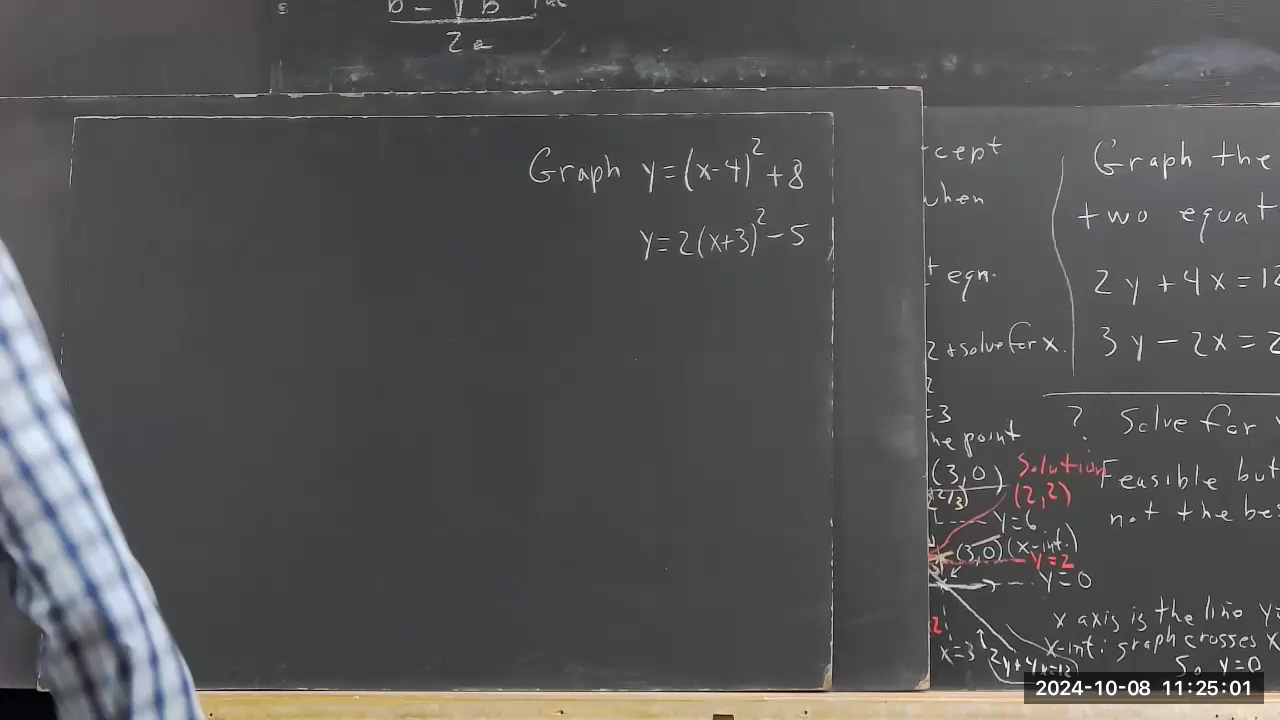 b - √b
2a
Graph y=(x-4)²+8
y=2(x+3)²-5
cept
when
eqn.
2+solve for x.
=3
point
(3,0)
Solution
(2,2)
y=6
(3,0) (x-int.)
y=2
y=0
x=3
2y+4x=12
Graph the
two equat
2y+4x=12
3y-2x=2
? Solve for
Feasible but
not the be
x axis is the line y
x-int: graph crosses x
So y=0
2024-10-08 11:25:01